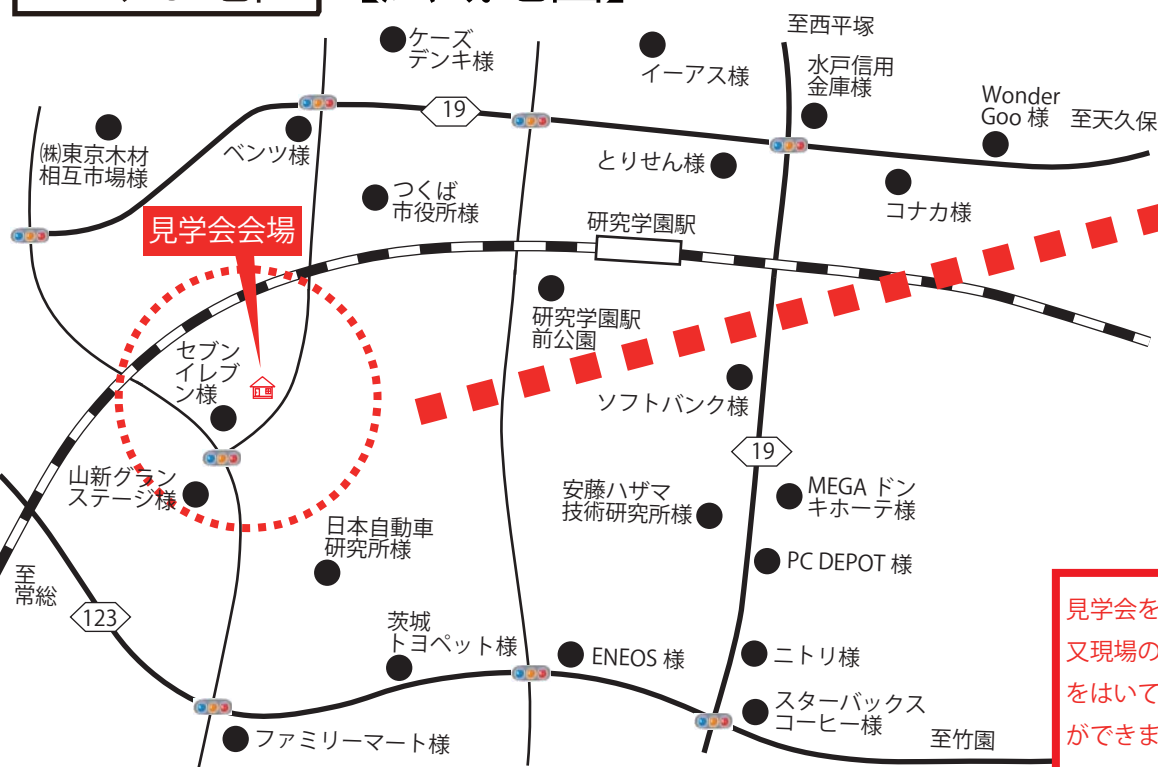 至西平塚
ケーズ
デンキ様
イーアス様
水戸信用
金庫様
Wonder
Goo 様
至天久保
19
㈱東京木材
相互市場様
ベンツ様
とりせん様
つくば
市役所様
コナカ様
見学会会場
研究学園駅
研究学園駅
前公園
セブン
イレブ
ン様
ソフトバンク様
19
山新グラン
ステージ様
安藤ハザマ
技術研究所様
MEGA ドン
キホーテ様
日本自動車
研究所様
PC DEPOT 様
至
常総
123
茨城
トヨペット様
ENEOS 様
ニトリ様
スターバックス
コーヒー様
ファミリーマート様
至竹園
見学会を
又現場の
をはいて
ができま